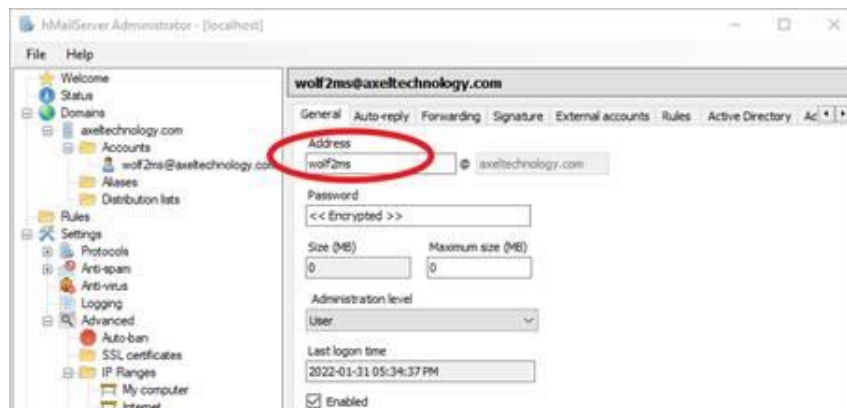 hMailServer Administrator - [localhost]
File Help
Welcome
Status
Domains
axeltechnology.com
Accounts
wolf2ms@axeltechnology.com
Aliases
Distribution lists
Rules
Settings
Protocols
Anti-spam
Anti-virus
Logging
Advanced
Auto-ban
SSL certificates
IP Ranges
My computer
Internet
wolf2ms@axeltechnology.com
General Auto-reply Forwarding Signature External accounts Rules Active Directory Ac
Address
wolf2ms @ axeltechnology.com
Password
<< Encrypted >>
Size (MB) Maximum size (MB)
0 0
Administration level
User
Last logon time
2022-01-31 05:34:37 PM
Enabled